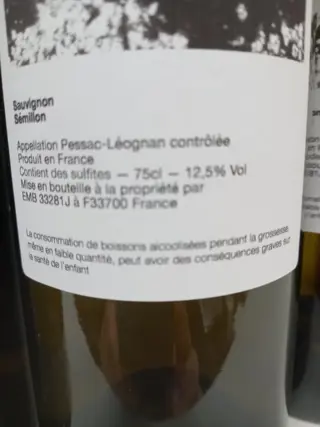 Sauvignon
Sémillon
Appellation Pessac-Léognan contrôlée
Produit en France
Contient des sulfites — 75cl — 12,5% Vol
Mise en bouteille à la propriété par
EMB 33281J à F33700 France
La consommation de boissons alcoolisées pendant la grossesse,
même en faible quantité, peut avoir des conséquences graves sur
la santé de l'enfant